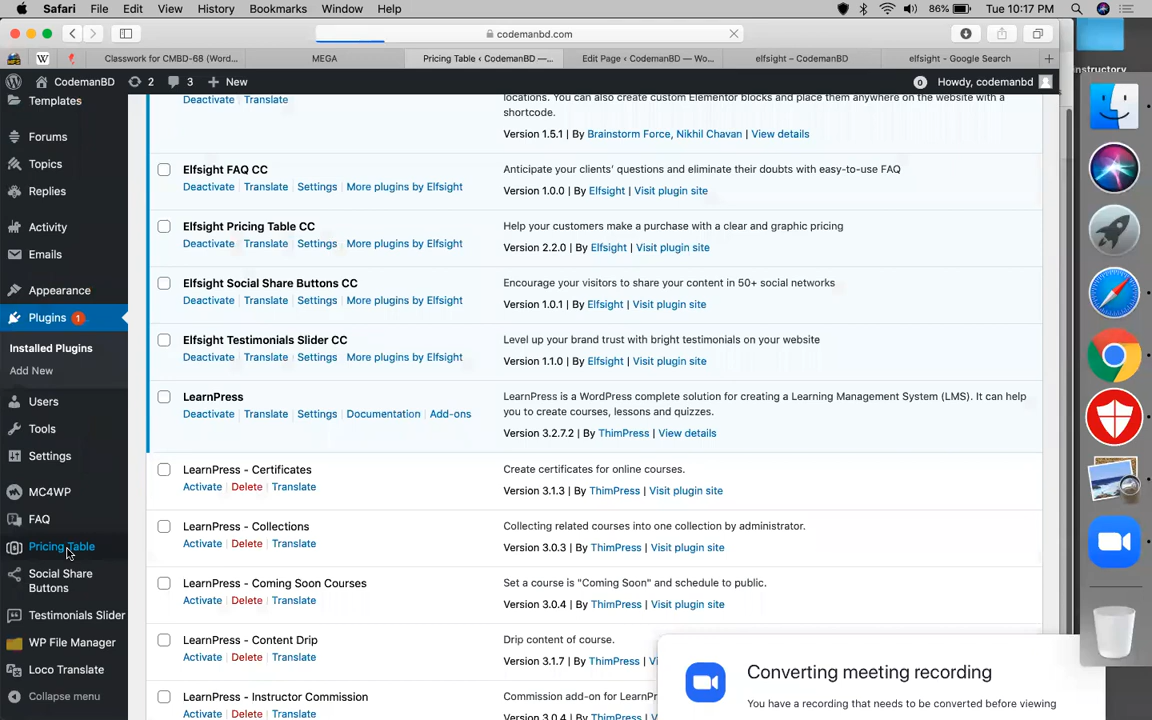 Safari File Edit View History Bookmarks Window Help 86% Tue 10:17 PM
codemanbd.com
W Classwork for CMBD-68 (Word... MEGA Pricing Table ‹ CodemanBD —... Edit Page ‹ CodemanBD — Wo... elfsight – CodemanBD elfsight - Google Search
CodemanBD 2 3 + New 0 Howdy, codemanbd
nstructory
Templates
Forums
Topics
Replies
Activity
Emails
Appearance
Plugins 1
Installed Plugins
Add New
Users
Tools
Settings
MC4WP
FAQ
Pricing Table
Social Share
Buttons
Testimonials Slider
WP File Manager
Loco Translate
Collapse menu
Deactivate | Translate
locations. You can also create custom Elementor blocks and place them anywhere on the website with a
shortcode.
Version 1.5.1 | By Brainstorm Force, Nikhil Chavan | View details
Elfsight FAQ CC
Deactivate | Translate | Settings | More plugins by Elfsight
Anticipate your clients' questions and eliminate their doubts with easy-to-use FAQ
Version 1.0.0 | By Elfsight | Visit plugin site
Elfsight Pricing Table CC
Deactivate | Translate | Settings | More plugins by Elfsight
Help your customers make a purchase with a clear and graphic pricing
Version 2.2.0 | By Elfsight | Visit plugin site
Elfsight Social Share Buttons CC
Deactivate | Translate | Settings | More plugins by Elfsight
Encourage your visitors to share your content in 50+ social networks
Version 1.0.1 | By Elfsight | Visit plugin site
Elfsight Testimonials Slider CC
Deactivate | Translate | Settings | More plugins by Elfsight
Level up your brand trust with bright testimonials on your website
Version 1.1.0 | By Elfsight | Visit plugin site
LearnPress
Deactivate | Translate | Settings | Documentation | Add-ons
LearnPress is a WordPress complete solution for creating a Learning Management System (LMS). It can help
you to create courses, lessons and quizzes.
Version 3.2.7.2 | By ThimPress | View details
LearnPress - Certificates
Activate | Delete | Translate
Create certificates for online courses.
Version 3.1.3 | By ThimPress | Visit plugin site
LearnPress - Collections
Activate | Delete | Translate
Collecting related courses into one collection by administrator.
Version 3.0.3 | By ThimPress | Visit plugin site
LearnPress - Coming Soon Courses
Activate | Delete | Translate
Set a course is "Coming Soon" and schedule to public.
Version 3.0.4 | By ThimPress | Visit plugin site
LearnPress - Content Drip
Activate | Delete | Translate
Drip content of course.
Version 3.1.7 | By ThimPress | Vi
LearnPress - Instructor Commission
Activate | Delete | Translate
Commission add-on for LearnPr
Version 3.0.4 | By ThimPress | V
Converting meeting recording
You have a recording that needs to be converted before viewing